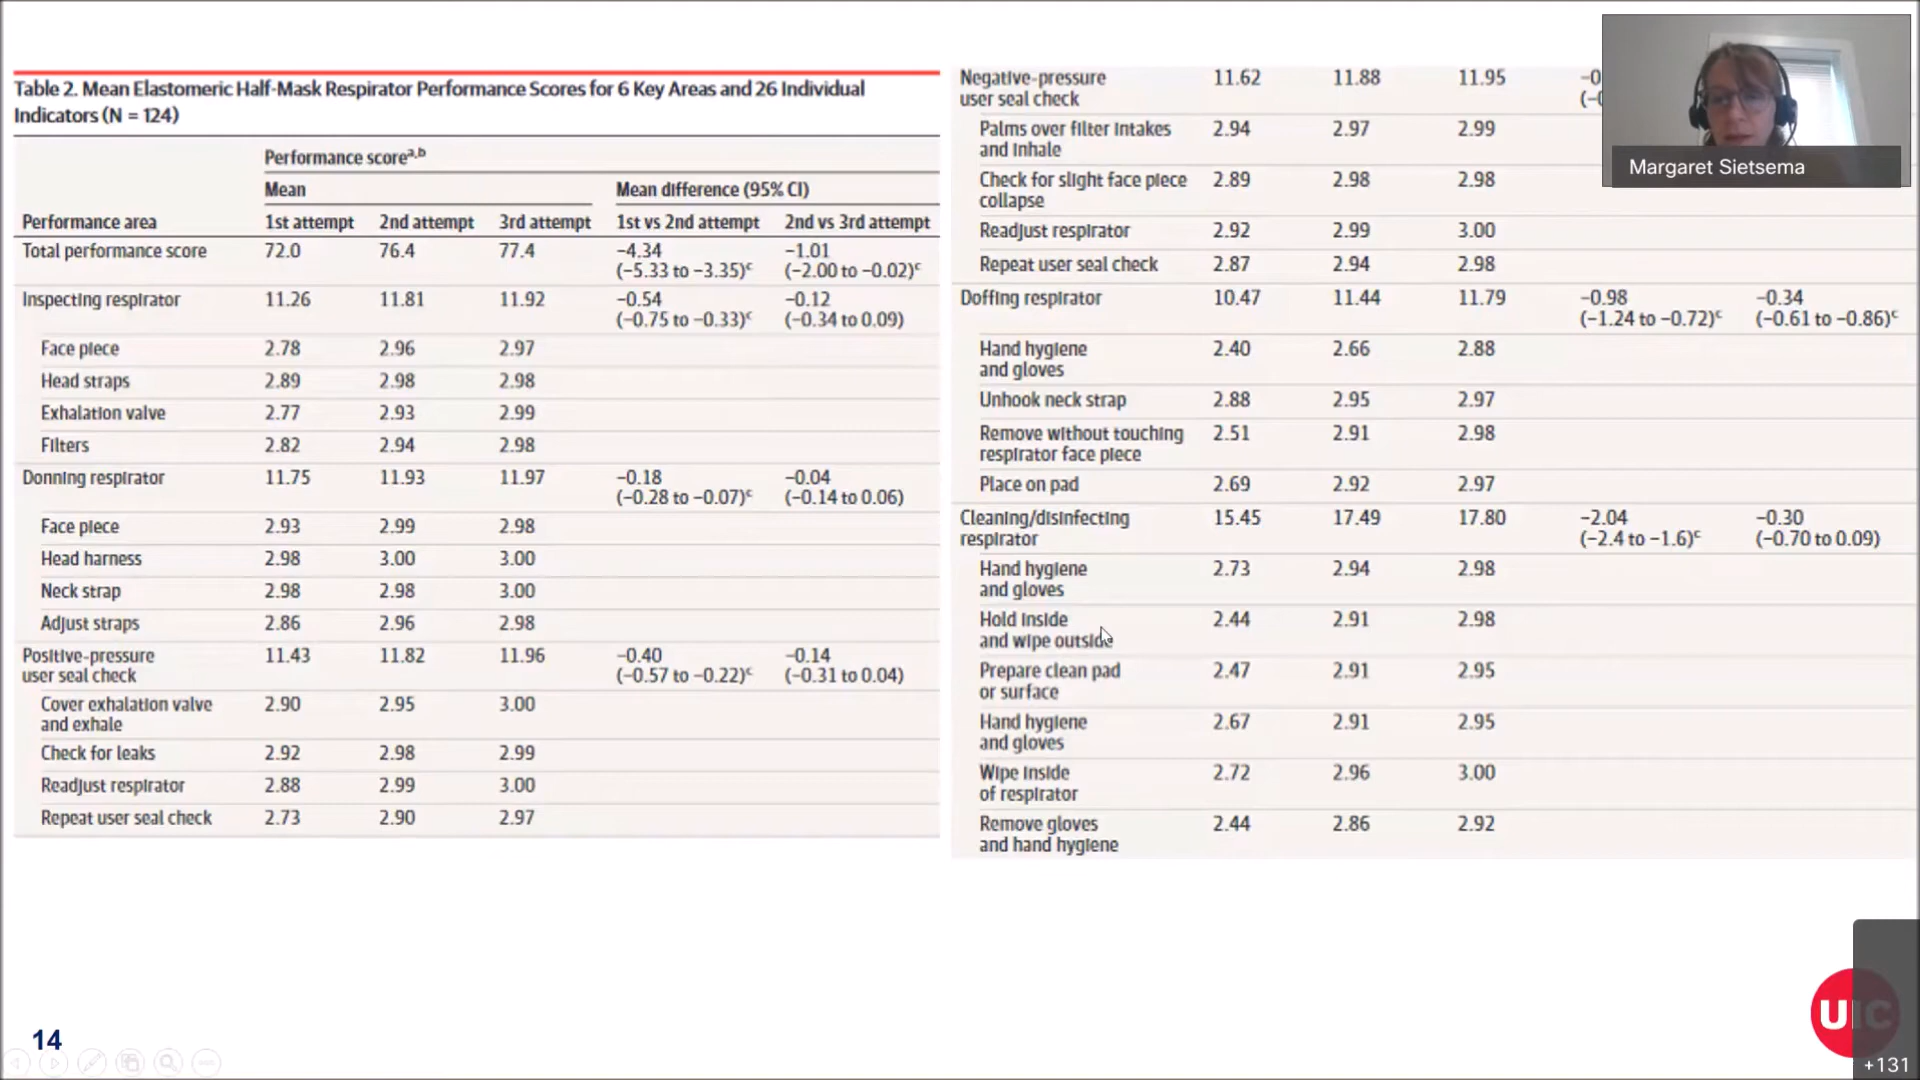 Table 2. Mean Elastomeric Half-Mask Respirator Performance Scores for 6 Key Areas and 26 Individual
Indicators (N = 124)
Performance scoreᵃ,ᵇ
Mean Mean difference (95% CI)
Performance area 1st attempt 2nd attempt 3rd attempt 1st vs 2nd attempt 2nd vs 3rd attempt
Total performance score 72.0 76.4 77.4 −4.34 −1.01
(−5.33 to −3.35)ᶜ (−2.00 to −0.02)ᶜ
Inspecting respirator 11.26 11.81 11.92 −0.54 −0.12
(−0.75 to −0.33)ᶜ (−0.34 to 0.09)
Face piece 2.78 2.96 2.97
Head straps 2.89 2.98 2.98
Exhalation valve 2.77 2.93 2.99
Filters 2.82 2.94 2.98
Donning respirator 11.75 11.93 11.97 −0.18 −0.04
(−0.28 to −0.07)ᶜ (−0.14 to 0.06)
Face piece 2.93 2.99 2.98
Head harness 2.98 3.00 3.00
Neck strap 2.98 2.98 3.00
Adjust straps 2.86 2.96 2.98
Positive-pressure 11.43 11.82 11.96 −0.40 −0.14
user seal check (−0.57 to −0.22)ᶜ (−0.31 to 0.04)
Cover exhalation valve 2.90 2.95 3.00
and exhale
Check for leaks 2.92 2.98 2.99
Readjust respirator 2.88 2.99 3.00
Repeat user seal check 2.73 2.90 2.97
Negative-pressure 11.62 11.88 11.95 −0
user seal check (−0
Palms over filter intakes 2.94 2.97 2.99
and inhale
Check for slight face piece 2.89 2.98 2.98
collapse
Readjust respirator 2.92 2.99 3.00
Repeat user seal check 2.87 2.94 2.98
Doffing respirator 10.47 11.44 11.79 −0.98 −0.34
(−1.24 to −0.72)ᶜ (−0.61 to −0.86)ᶜ
Hand hygiene 2.40 2.66 2.88
and gloves
Unhook neck strap 2.88 2.95 2.97
Remove without touching 2.51 2.91 2.98
respirator face piece
Place on pad 2.69 2.92 2.97
Cleaning/disinfecting 15.45 17.49 17.80 −2.04 −0.30
respirator (−2.4 to −1.6)ᶜ (−0.70 to 0.09)
Hand hygiene 2.73 2.94 2.98
and gloves
Hold inside 2.44 2.91 2.98
and wipe outside
Prepare clean pad 2.47 2.91 2.95
or surface
Hand hygiene 2.67 2.91 2.95
and gloves
Wipe inside 2.72 2.96 3.00
of respirator
Remove gloves 2.44 2.86 2.92
and hand hygiene
Margaret Sietsema
14
UIC
+131